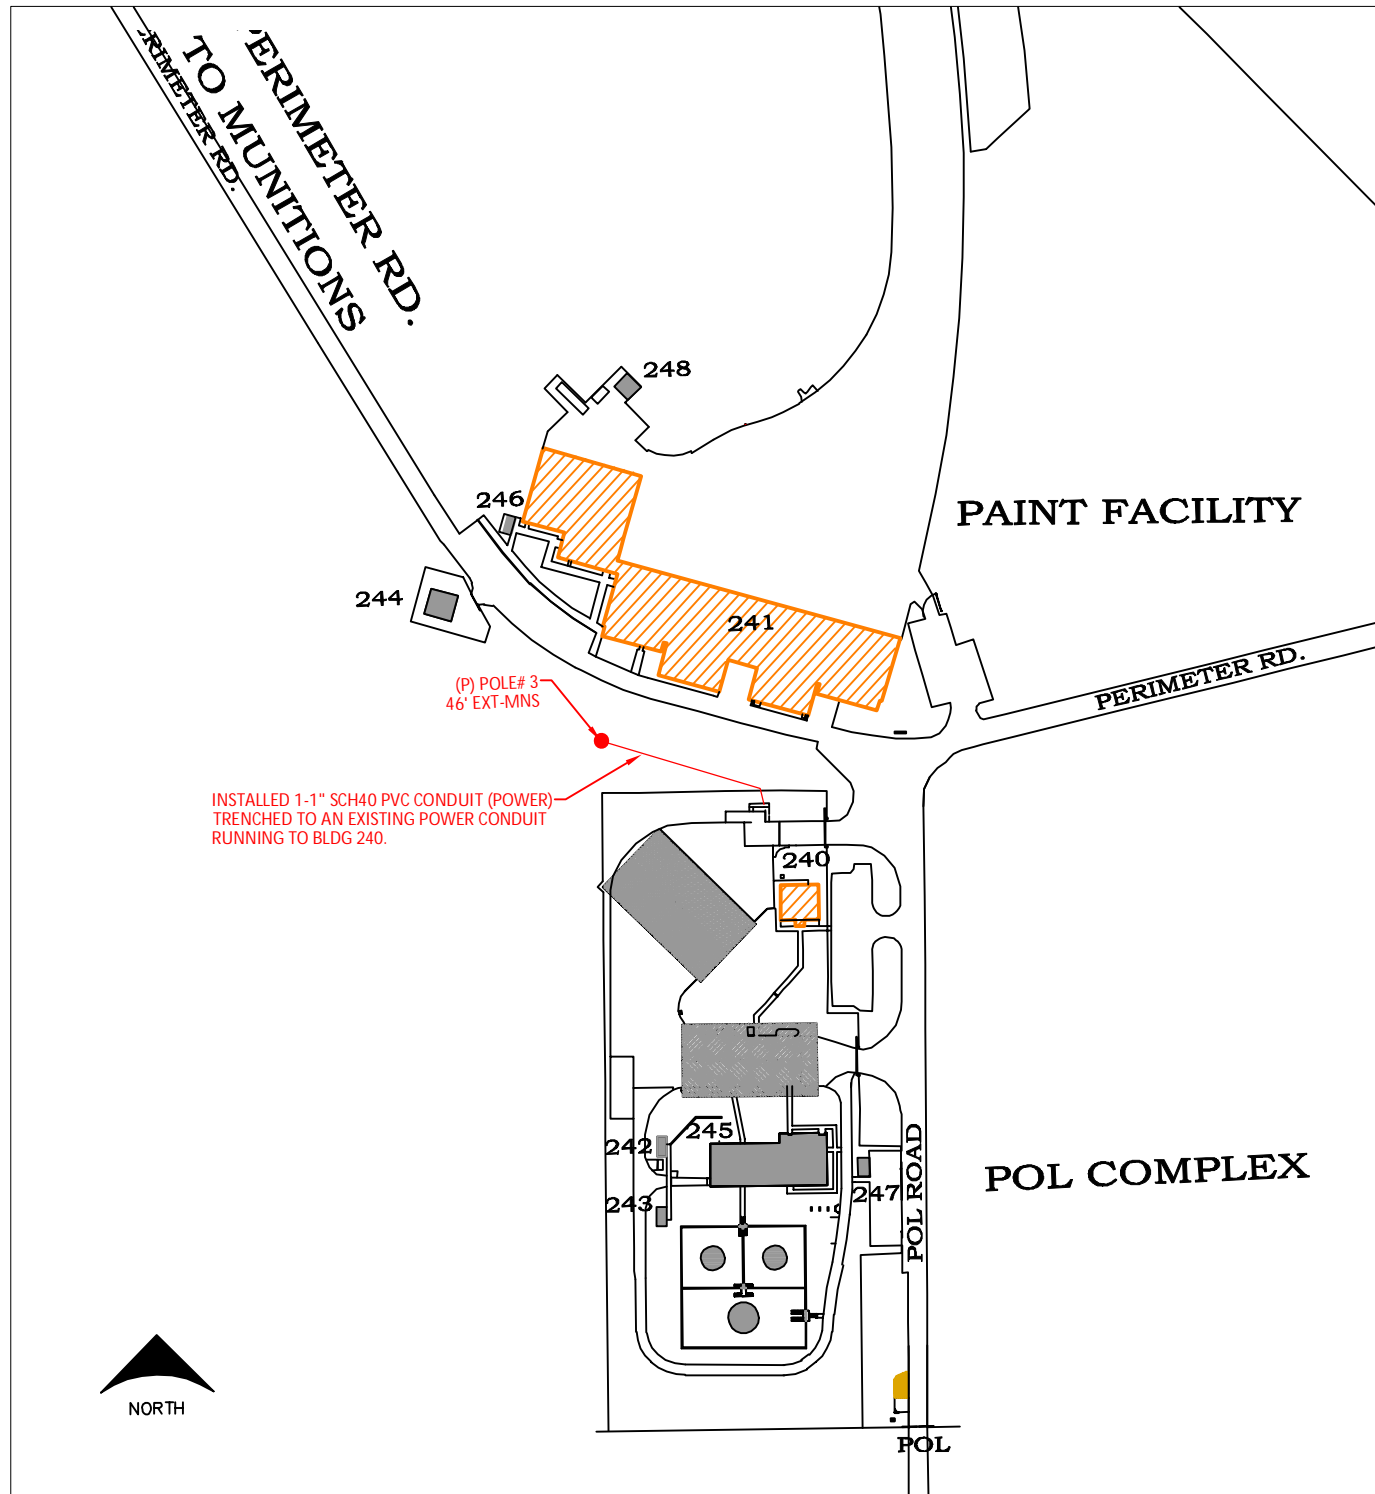 PERIMETER RD.
TO MUNITIONS
RIMETER RD.
248
246
PAINT FACILITY
244
241
PERIMETER RD.
(P) POLE# 3
46' EXT-MNS
INSTALLED 1-1" SCH40 PVC CONDUIT (POWER)
TRENCHED TO AN EXISTING POWER CONDUIT
RUNNING TO BLDG 240.
240
245
242
POL ROAD
POL COMPLEX
247
243
NORTH
POL